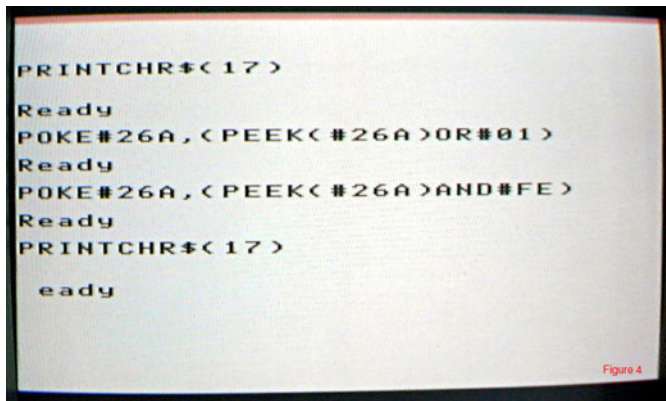 PRINTCHR$(17)
Ready
POKE#26A,(PEEK(#26A)OR#01)
Ready
POKE#26A,(PEEK(#26A)AND#FE)
Ready
PRINTCHR$(17)
eady
Figure 4